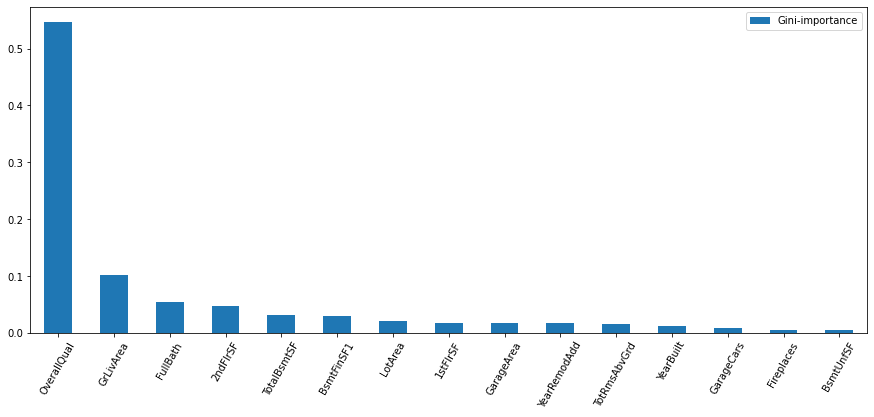 Gini-importance
0.5
0.4
0.3
0.2
0.1
0.0
OverallQual
GrLivArea
FullBath
2ndFlrSF
TotalBsmtSF
BsmtFinSF1
LotArea
1stFlrSF
GarageArea
YearRemodAdd
TotRmsAbvGrd
YearBuilt
GarageCars
Fireplaces
BsmtUnfSF